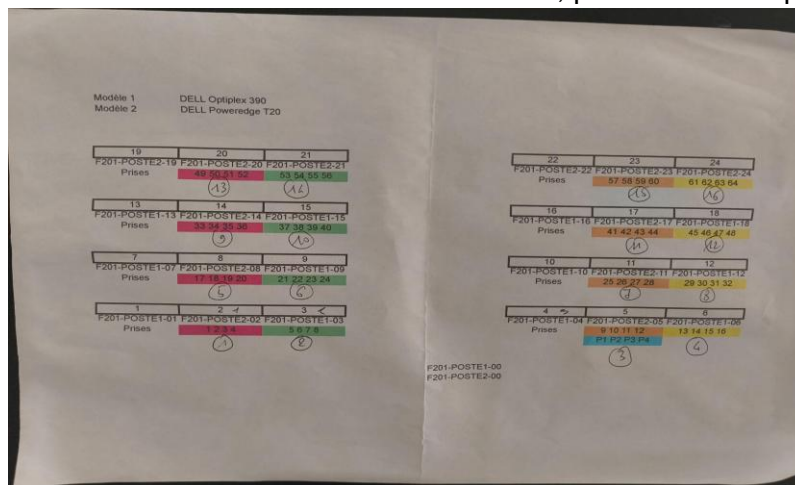 Modèle 1 DELL Optiplex 390
Modèle 2 DELL Poweredge T20
19 20 21
F201-POSTE2-19 F201-POSTE2-20 F201-POSTE2-21
Prises 49 50 51 52 53 54 55 56
13 14
13 14 15
F201-POSTE1-13 F201-POSTE2-14 F201-POSTE1-15
Prises 33 34 35 36 37 38 39 40
9 10
7 8 9
F201-POSTE1-07 F201-POSTE2-08 F201-POSTE1-09
Prises 17 18 19 20 21 22 23 24
5 6
1 2 3
F201-POSTE1-01 F201-POSTE2-02 F201-POSTE1-03
Prises 1 2 3 4 5 6 7 8
1 2
22 23 24
F201-POSTE2-22 F201-POSTE2-23 F201-POSTE2-24
Prises 57 58 59 60 61 62 63 64
15 16
16 17 18
F201-POSTE1-16 F201-POSTE2-17 F201-POSTE1-18
Prises 41 42 43 44 45 46 47 48
11 12
10 11 12
F201-POSTE1-10 F201-POSTE2-11 F201-POSTE1-12
Prises 25 26 27 28 29 30 31 32
7 8
4 5 6
F201-POSTE1-04 F201-POSTE2-05 F201-POSTE1-06
Prises 9 10 11 12 13 14 15 16
P1 P2 P3 P4
3 4
F201-POSTE1-00
F201-POSTE2-00